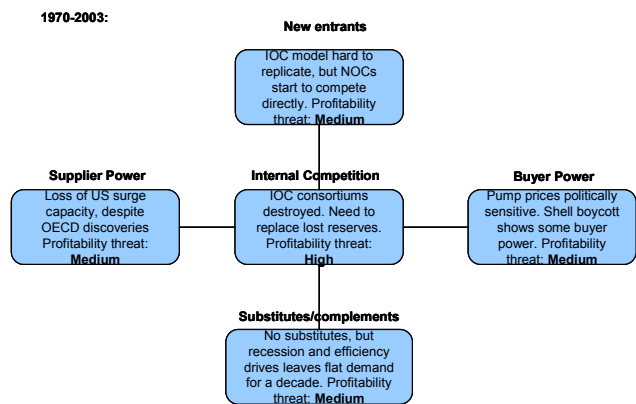 1970-2003:
New entrants
IOC model hard to
replicate, but NOCs
start to compete
directly. Profitability
threat: Medium
Supplier Power
Loss of US surge
capacity, despite
OECD discoveries
Profitability threat:
Medium
Internal Competition
IOC consortiums
destroyed. Need to
replace lost reserves.
Profitability threat:
High
Buyer Power
Pump prices politically
sensitive. Shell boycott
shows some buyer
power. Profitability
threat: Medium
Substitutes/complements
No substitutes, but
recession and efficiency
drives leaves flat demand
for a decade. Profitability
threat: Medium